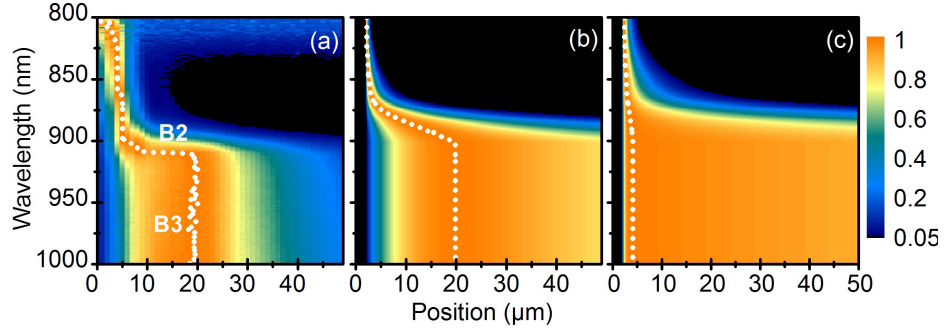 Wavelength (nm)
800
850
900
950
1000
(a)
B2
B3
(b)
(c)
1
0.8
0.6
0.4
0.2
0.05
0 10 20 30 40
0 10 20 30 40
0 10 20 30 40 50
Position (μm)